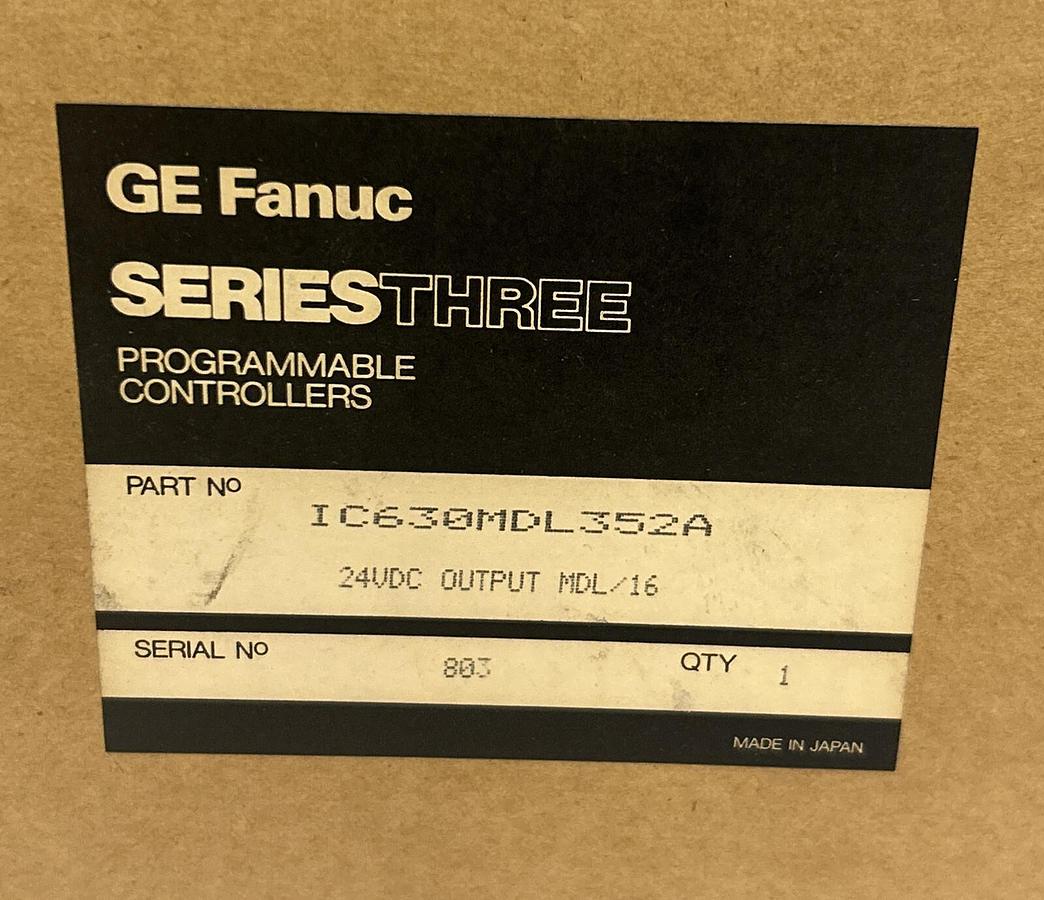 GE Fanuc
SERIESTHREE
PROGRAMMABLE
CONTROLLERS
PART Nº
IC630MDL352A
24VDC OUTPUT MDL/16
SERIAL Nº 803 QTY 1
MADE IN JAPAN